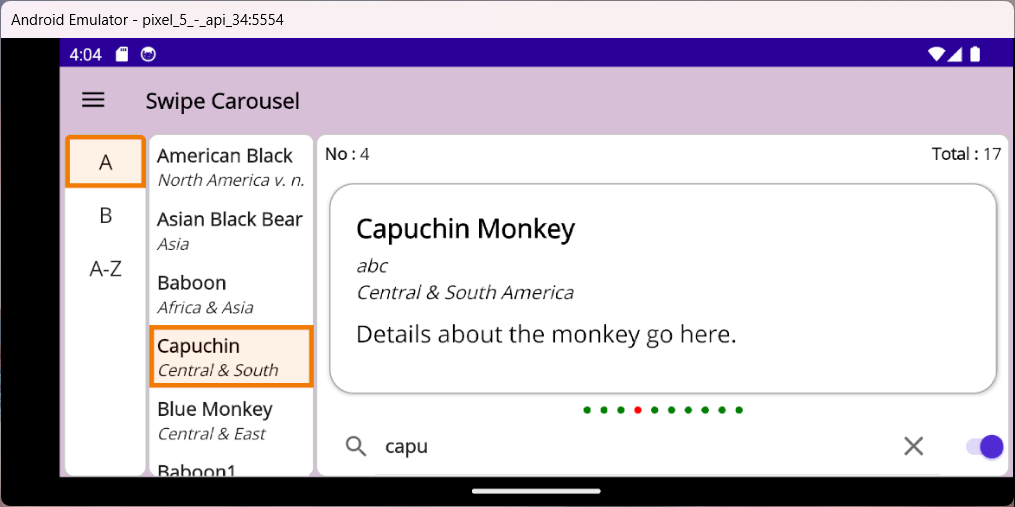 Android Emulator - pixel_5_-_api_34:5554
4:04
Swipe Carousel
A
B
A-Z
American Black
North America v. n.
Asian Black Bear
Asia
Baboon
Africa & Asia
Capuchin
Central & South
Blue Monkey
Central & East
Baboon1
No : 4
Total : 17
Capuchin Monkey
abc
Central & South America
Details about the monkey go here.
capu